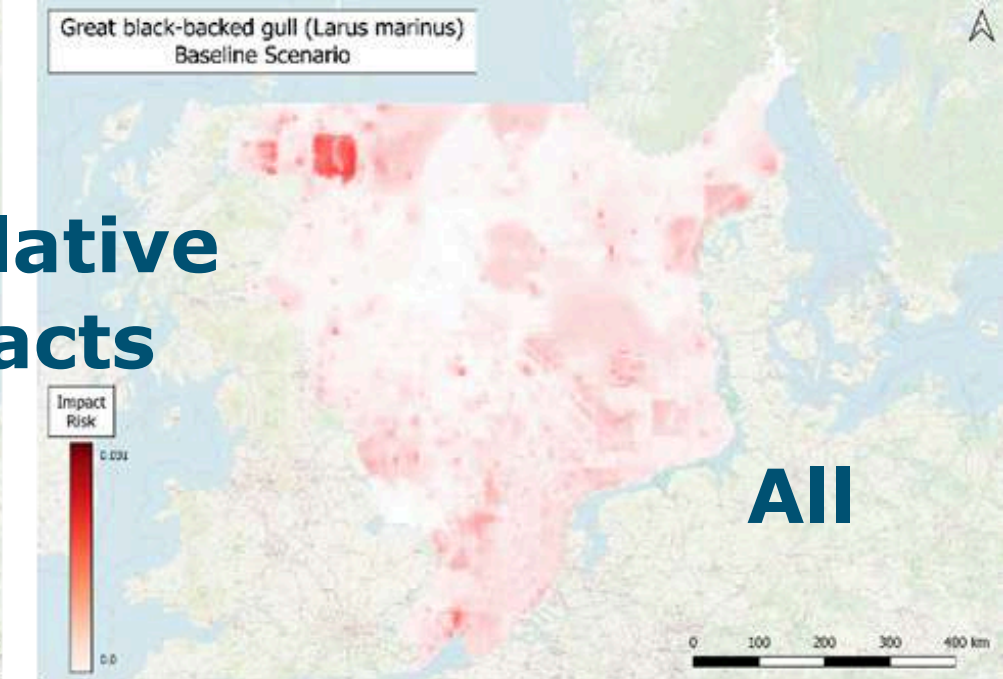 Great black-backed gull (Larus marinus)
Baseline Scenario
lative
acts
Impact
Risk
0.031
0.0
All
0 100 200 300 400 km